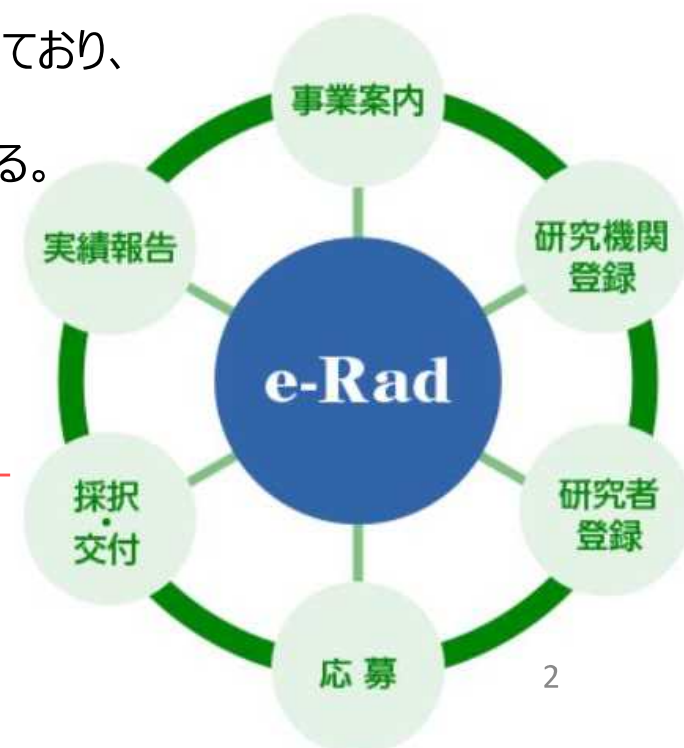 ており、
る。
事業案内
研究機関
登録
研究者
登録
応 募
採択
・
交付
実績報告
e-Rad
2